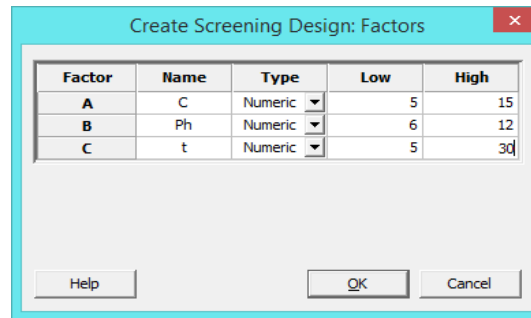 Create Screening Design: Factors
Factor Name Type Low High
A C Numeric 5 15
B Ph Numeric 6 12
C t Numeric 5 30
Help OK Cancel